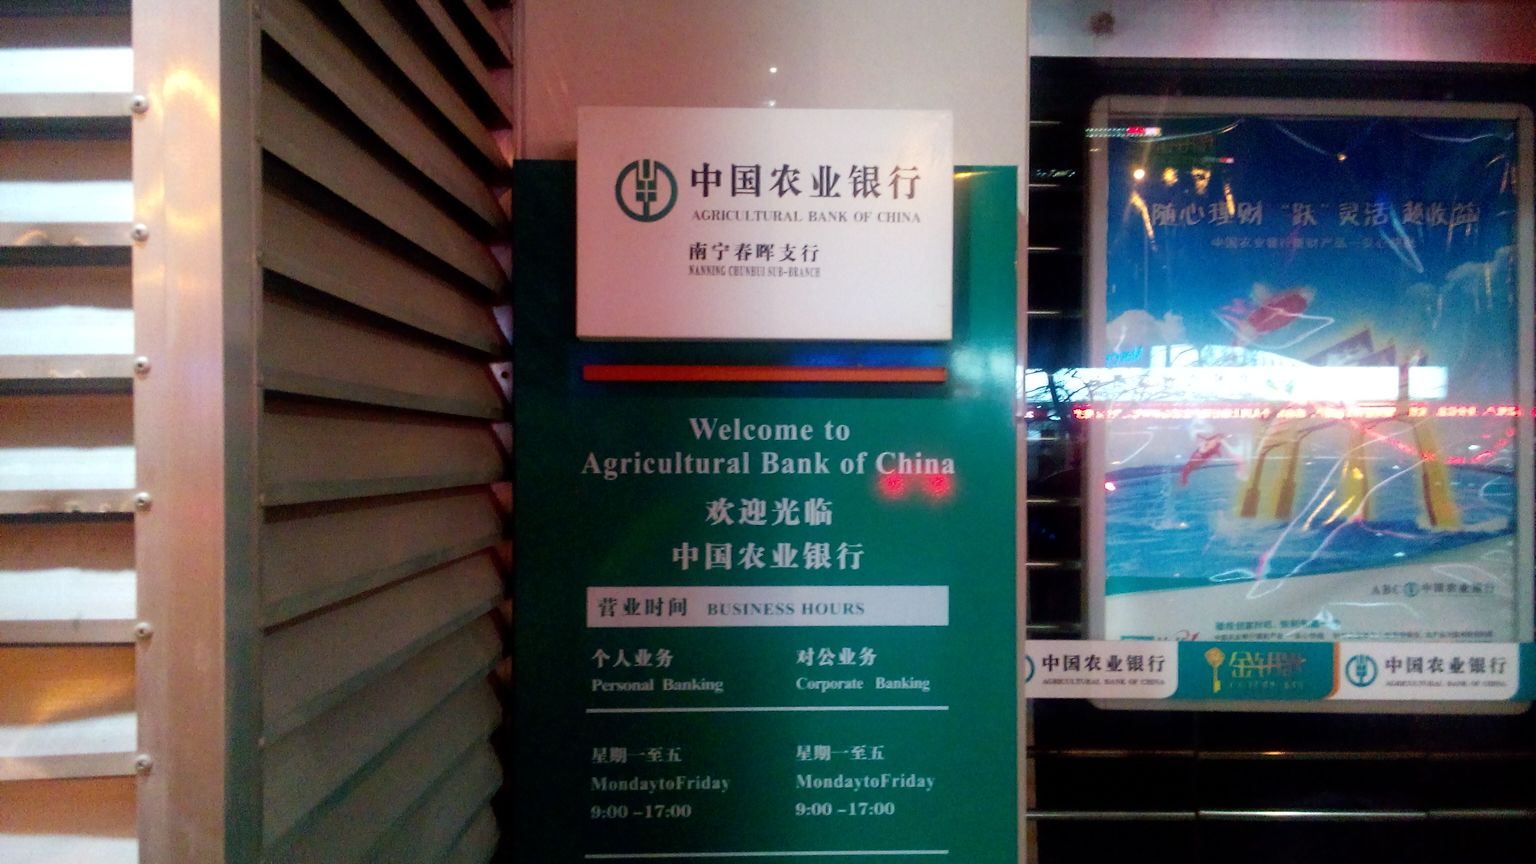 中国农业银行
AGRICULTURAL BANK OF CHINA
南宁春晖支行
NANNING CHUNHUI SUB-BRANCH
Welcome to
Agricultural Bank of China
欢迎光临
中国农业银行
营业时间 BUSINESS HOURS
个人业务 对公业务
Personal Banking Corporate Banking
星期一至五 星期一至五
MondaytoFriday MondaytoFriday
9:00 -17:00 9:00 -17:00
随心理财 "跃" 灵活 越收益
ABC 中国农业银行
中国农业银行 金钥匙 中国农业银行
AGRICULTURAL BANK OF CHINA AGRICULTURAL BANK OF CHINA